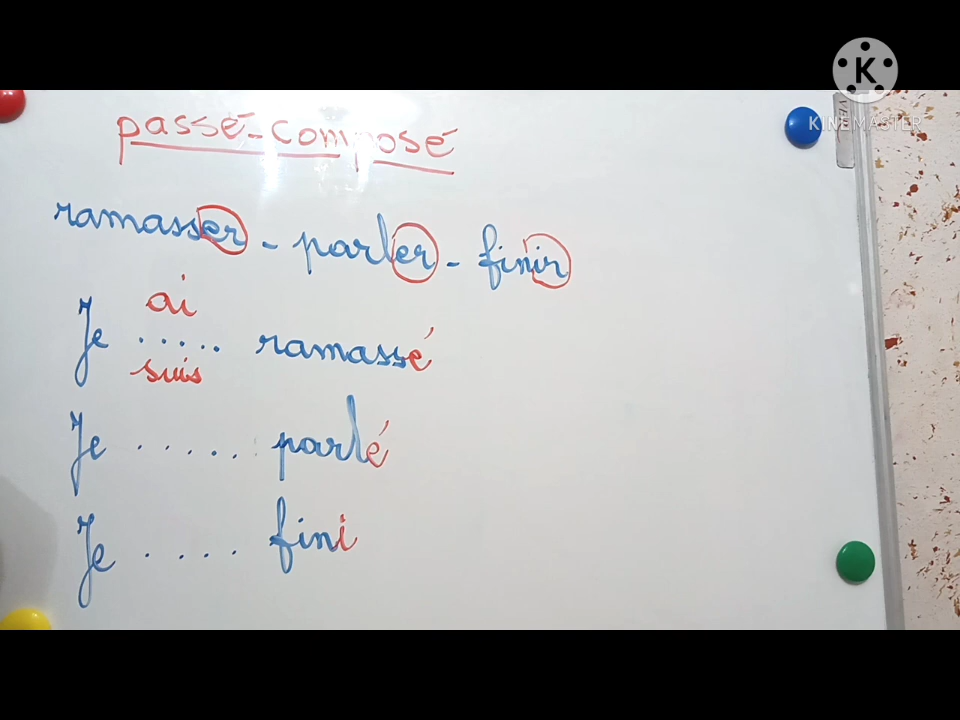 K
KINEMASTER
passé-composé
ramasser - parler - finir
ai
Je ..... ramassé
suis
Je ..... parlé
Je .... fini